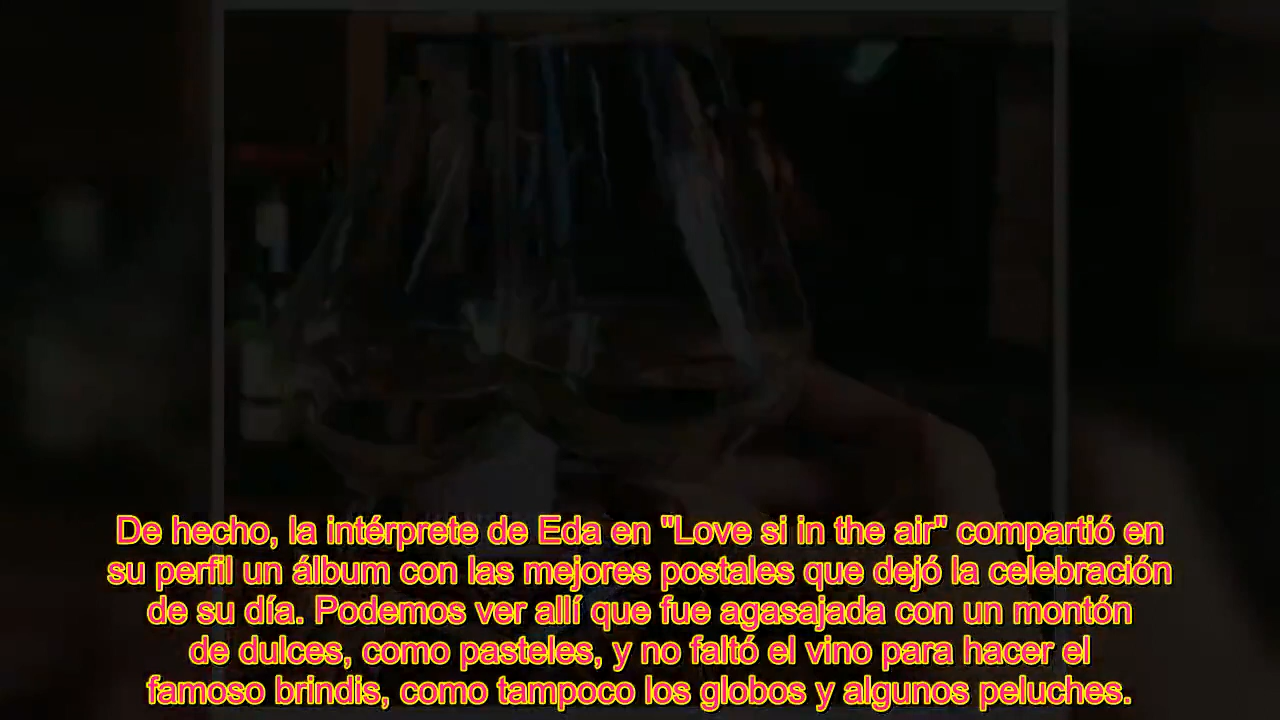 De hecho, la intérprete de Eda en "Love si in the air" compartió en
su perfil un álbum con las mejores postales que dejó la celebración
de su día. Podemos ver allí que fue agasajada con un montón
de dulces, como pasteles, y no faltó el vino para hacer el
famoso brindis, como tampoco los globos y algunos peluches.